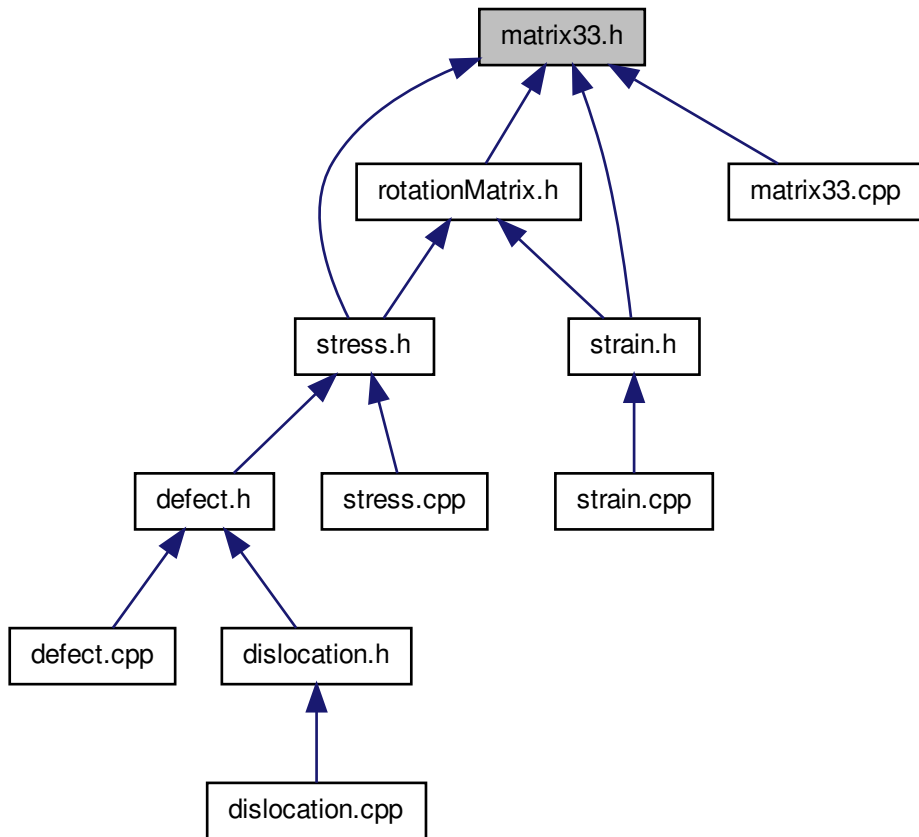 matrix33.h
rotationMatrix.h
matrix33.cpp
stress.h
strain.h
defect.h
stress.cpp
strain.cpp
defect.cpp
dislocation.h
dislocation.cpp